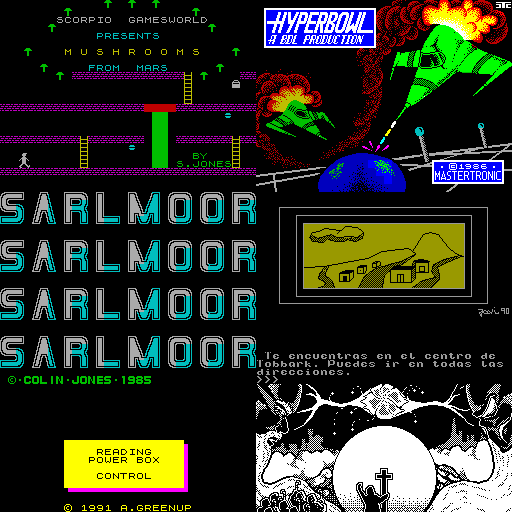 SCORPIO GAMESWORLD
PRESENTS
MUSHROOMS
FROM MARS
BY
S.JONES
HYPERBOWL
A BDL PRODUCTION
STE
©1986
MASTERTRONIC
SARLMOOR
SARLMOOR
SARLMOOR
SARLMOOR
©·COLIN·JONES·1985
Te encuentras en el centro de
Tobbark. Puedes ir en todas las
direcciones.
>>>
READING
POWER BOX
CONTROL
© 1991 A.GREENUP